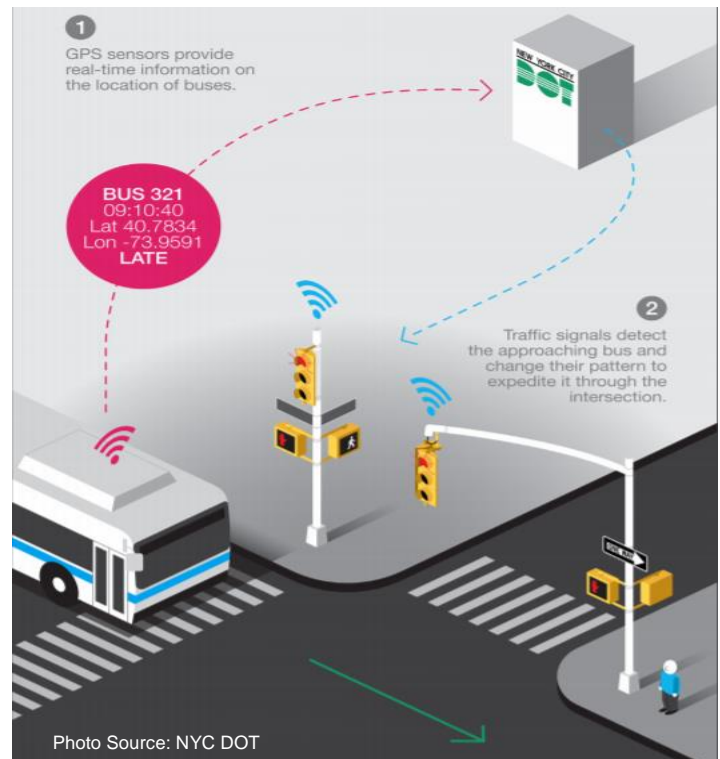 1
GPS sensors provide
real-time information on
the location of buses.
NEW YORK CITY
DOT
BUS 321
09:10:40
Lat 40.7834
Lon -73.9591
LATE
2
Traffic signals detect
the approaching bus and
change their pattern to
expedite it through the
intersection.
ONE WAY
Photo Source: NYC DOT